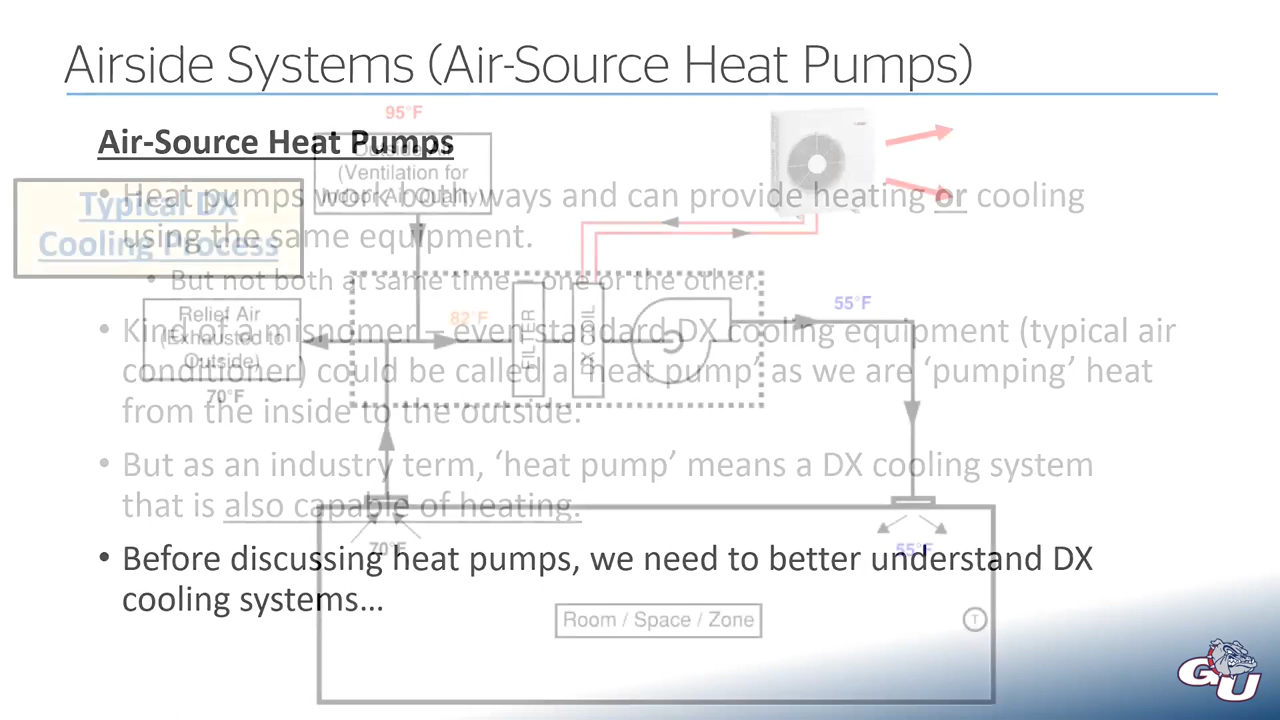 Airside Systems (Air-Source Heat Pumps)
95°F
Air-Source Heat Pumps
Outside Air
(Ventilation for
Indoor Air Quality)
• Heat pumps work both ways and can provide heating or cooling
using the same equipment.
Typical DX
Cooling Process
• But not both at same time – one or the other.
• Kind of a misnomer – even standard DX cooling equipment (typical air
conditioner) could be called a ‘heat pump’ as we are ‘pumping’ heat
from the inside to the outside.
Relief Air
(Exhausted to
Outside)
70°F
82°F
FILTER
DX COIL
55°F
• But as an industry term, ‘heat pump’ means a DX cooling system
that is also capable of heating.
70°F
55°F
• Before discussing heat pumps, we need to better understand DX
cooling systems…
Room / Space / Zone
T
GU